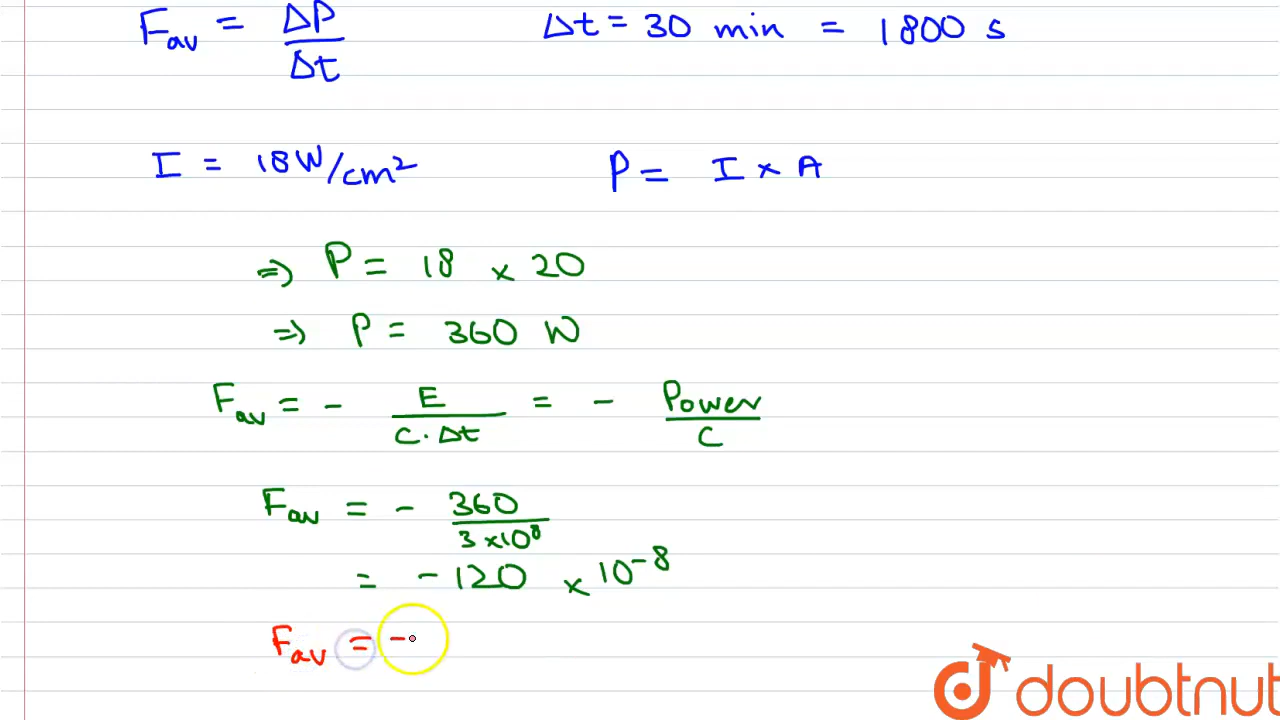 Fav = ΔP/Δt Δt = 30 min = 1800 s
I = 18W/cm² P = I × A
⇒ P = 18 × 20
⇒ P = 360 W
Fav = - E/C·Δt = - Power/C
Fav = - 360/3×10⁸
= -120 × 10⁻⁸
Fav = -
doubtnut